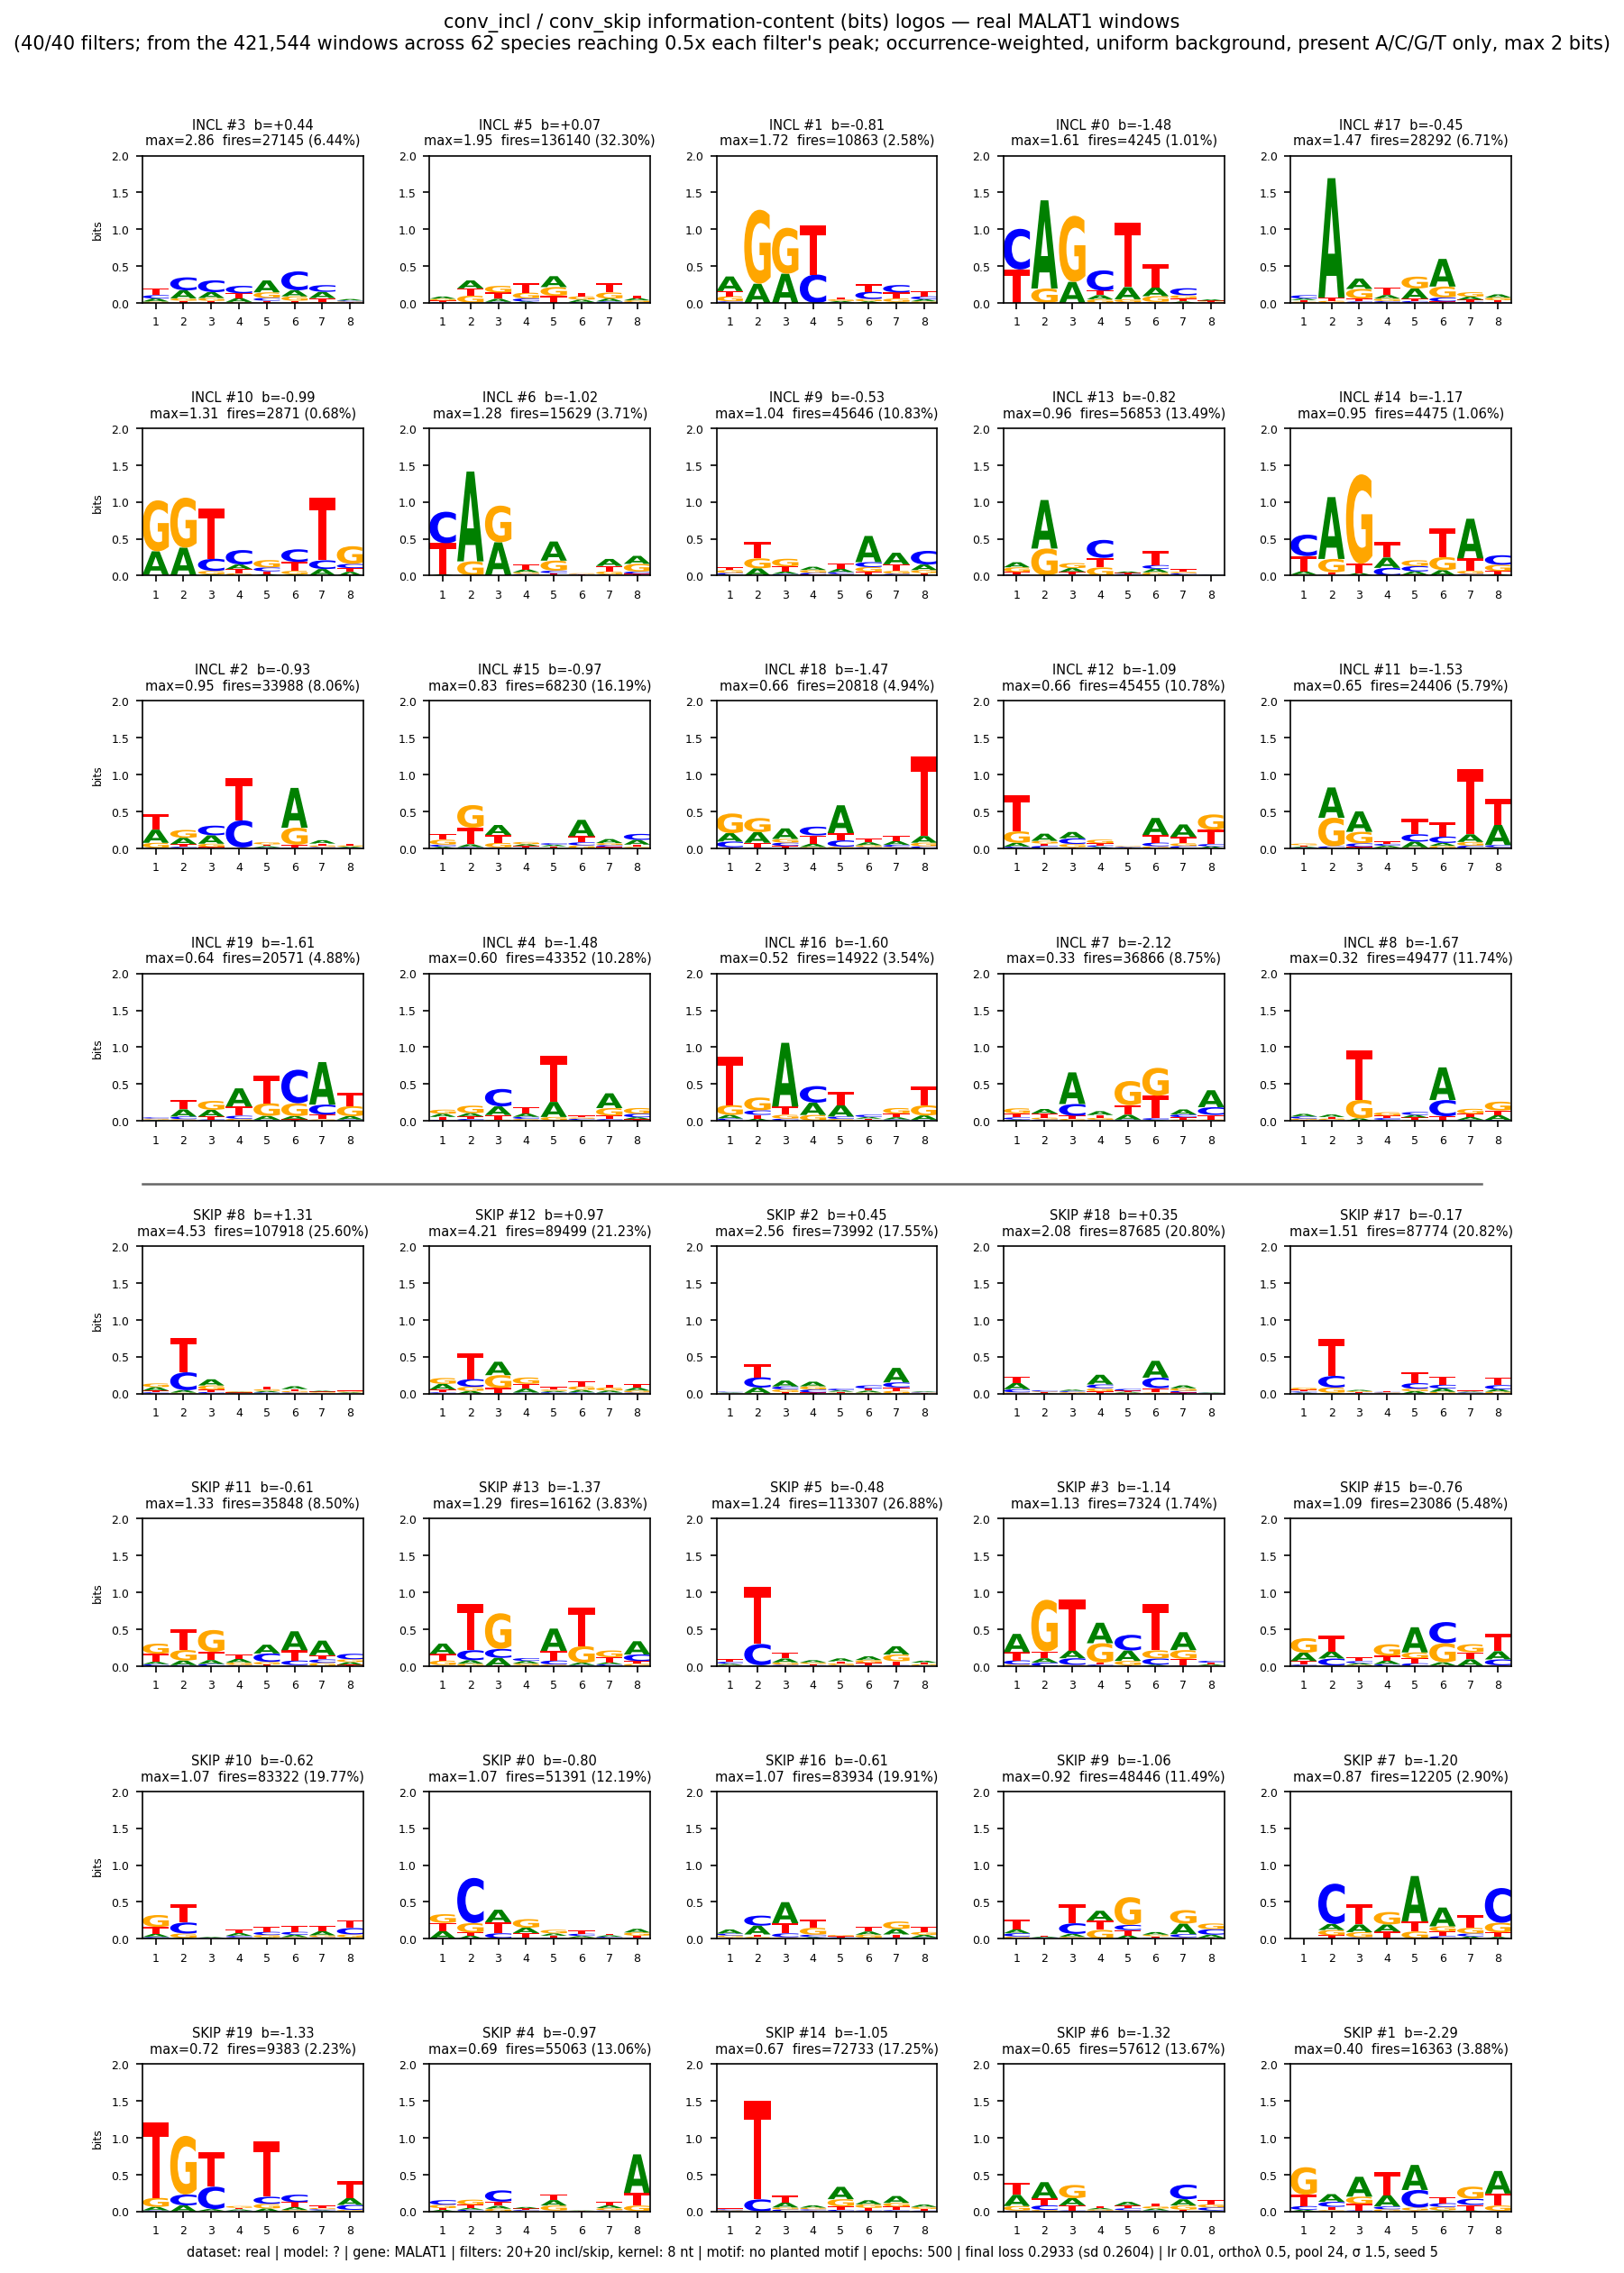 conv_incl / conv_skip information-content (bits) logos — real MALAT1 windows
(40/40 filters; from the 421,544 windows across 62 species reaching 0.5x each filter's peak; occurrence-weighted, uniform background, present A/C/G/T only, max 2 bits)
INCL #3 b=+0.44
max=2.86 fires=27145 (6.44%)
INCL #5 b=+0.07
max=1.95 fires=136140 (32.30%)
INCL #1 b=-0.81
max=1.72 fires=10863 (2.58%)
INCL #0 b=-1.48
max=1.61 fires=4245 (1.01%)
INCL #17 b=-0.45
max=1.47 fires=28292 (6.71%)
INCL #10 b=-0.99
max=1.31 fires=2871 (0.68%)
INCL #6 b=-1.02
max=1.28 fires=15629 (3.71%)
INCL #9 b=-0.53
max=1.04 fires=45646 (10.83%)
INCL #13 b=-0.82
max=0.96 fires=56853 (13.49%)
INCL #14 b=-1.17
max=0.95 fires=4475 (1.06%)
INCL #2 b=-0.93
max=0.95 fires=33988 (8.06%)
INCL #15 b=-0.97
max=0.83 fires=68230 (16.19%)
INCL #18 b=-1.47
max=0.66 fires=20818 (4.94%)
INCL #12 b=-1.09
max=0.66 fires=45455 (10.78%)
INCL #11 b=-1.53
max=0.65 fires=24406 (5.79%)
INCL #19 b=-1.61
max=0.64 fires=20571 (4.88%)
INCL #4 b=-1.48
max=0.60 fires=43352 (10.28%)
INCL #16 b=-1.60
max=0.52 fires=14922 (3.54%)
INCL #7 b=-2.12
max=0.33 fires=36866 (8.75%)
INCL #8 b=-1.67
max=0.32 fires=49477 (11.74%)
SKIP #8 b=+1.31
max=4.53 fires=107918 (25.60%)
SKIP #12 b=+0.97
max=4.21 fires=89499 (21.23%)
SKIP #2 b=+0.45
max=2.56 fires=73992 (17.55%)
SKIP #18 b=+0.35
max=2.08 fires=87685 (20.80%)
SKIP #17 b=-0.17
max=1.51 fires=87774 (20.82%)
SKIP #11 b=-0.61
max=1.33 fires=35848 (8.50%)
SKIP #13 b=-1.37
max=1.29 fires=16162 (3.83%)
SKIP #5 b=-0.48
max=1.24 fires=113307 (26.88%)
SKIP #3 b=-1.14
max=1.13 fires=7324 (1.74%)
SKIP #15 b=-0.76
max=1.09 fires=23086 (5.48%)
SKIP #10 b=-0.62
max=1.07 fires=83322 (19.77%)
SKIP #0 b=-0.80
max=1.07 fires=51391 (12.19%)
SKIP #16 b=-0.61
max=1.07 fires=83934 (19.91%)
SKIP #9 b=-1.06
max=0.92 fires=48446 (11.49%)
SKIP #7 b=-1.20
max=0.87 fires=12205 (2.90%)
SKIP #19 b=-1.33
max=0.72 fires=9383 (2.23%)
SKIP #4 b=-0.97
max=0.69 fires=55063 (13.06%)
SKIP #14 b=-1.05
max=0.67 fires=72733 (17.25%)
SKIP #6 b=-1.32
max=0.65 fires=57612 (13.67%)
SKIP #1 b=-2.29
max=0.40 fires=16363 (3.88%)
dataset: real | model: ? | gene: MALAT1 | filters: 20+20 incl/skip, kernel: 8 nt | motif: no planted motif | epochs: 500 | final loss 0.2933 (sd 0.2604) | lr 0.01, orthoλ 0.5, pool 24, σ 1.5, seed 5